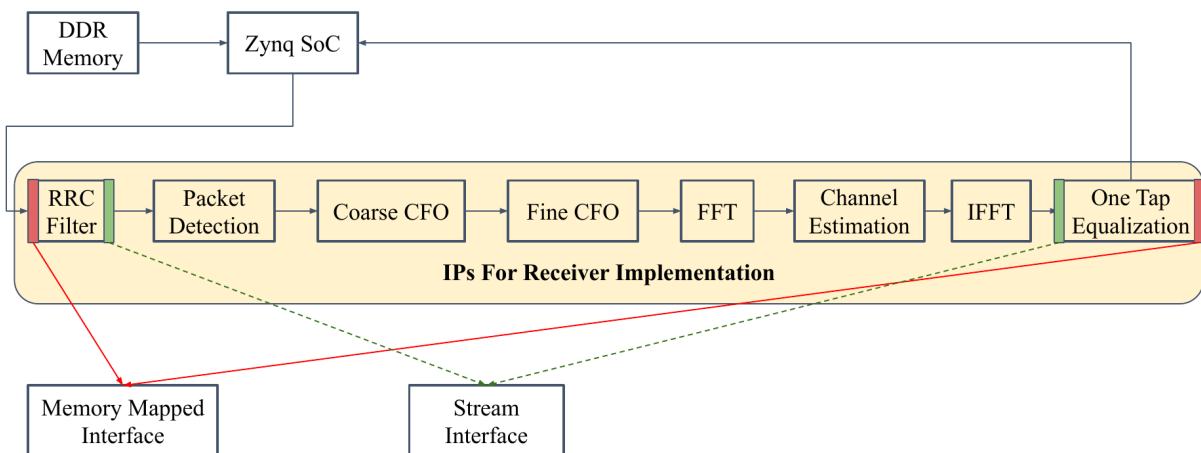 DDR
Memory
Zynq SoC
RRC
Filter
Packet
Detection
Coarse CFO
Fine CFO
FFT
Channel
Estimation
IFFT
One Tap
Equalization
IPs For Receiver Implementation
Memory Mapped
Interface
Stream
Interface